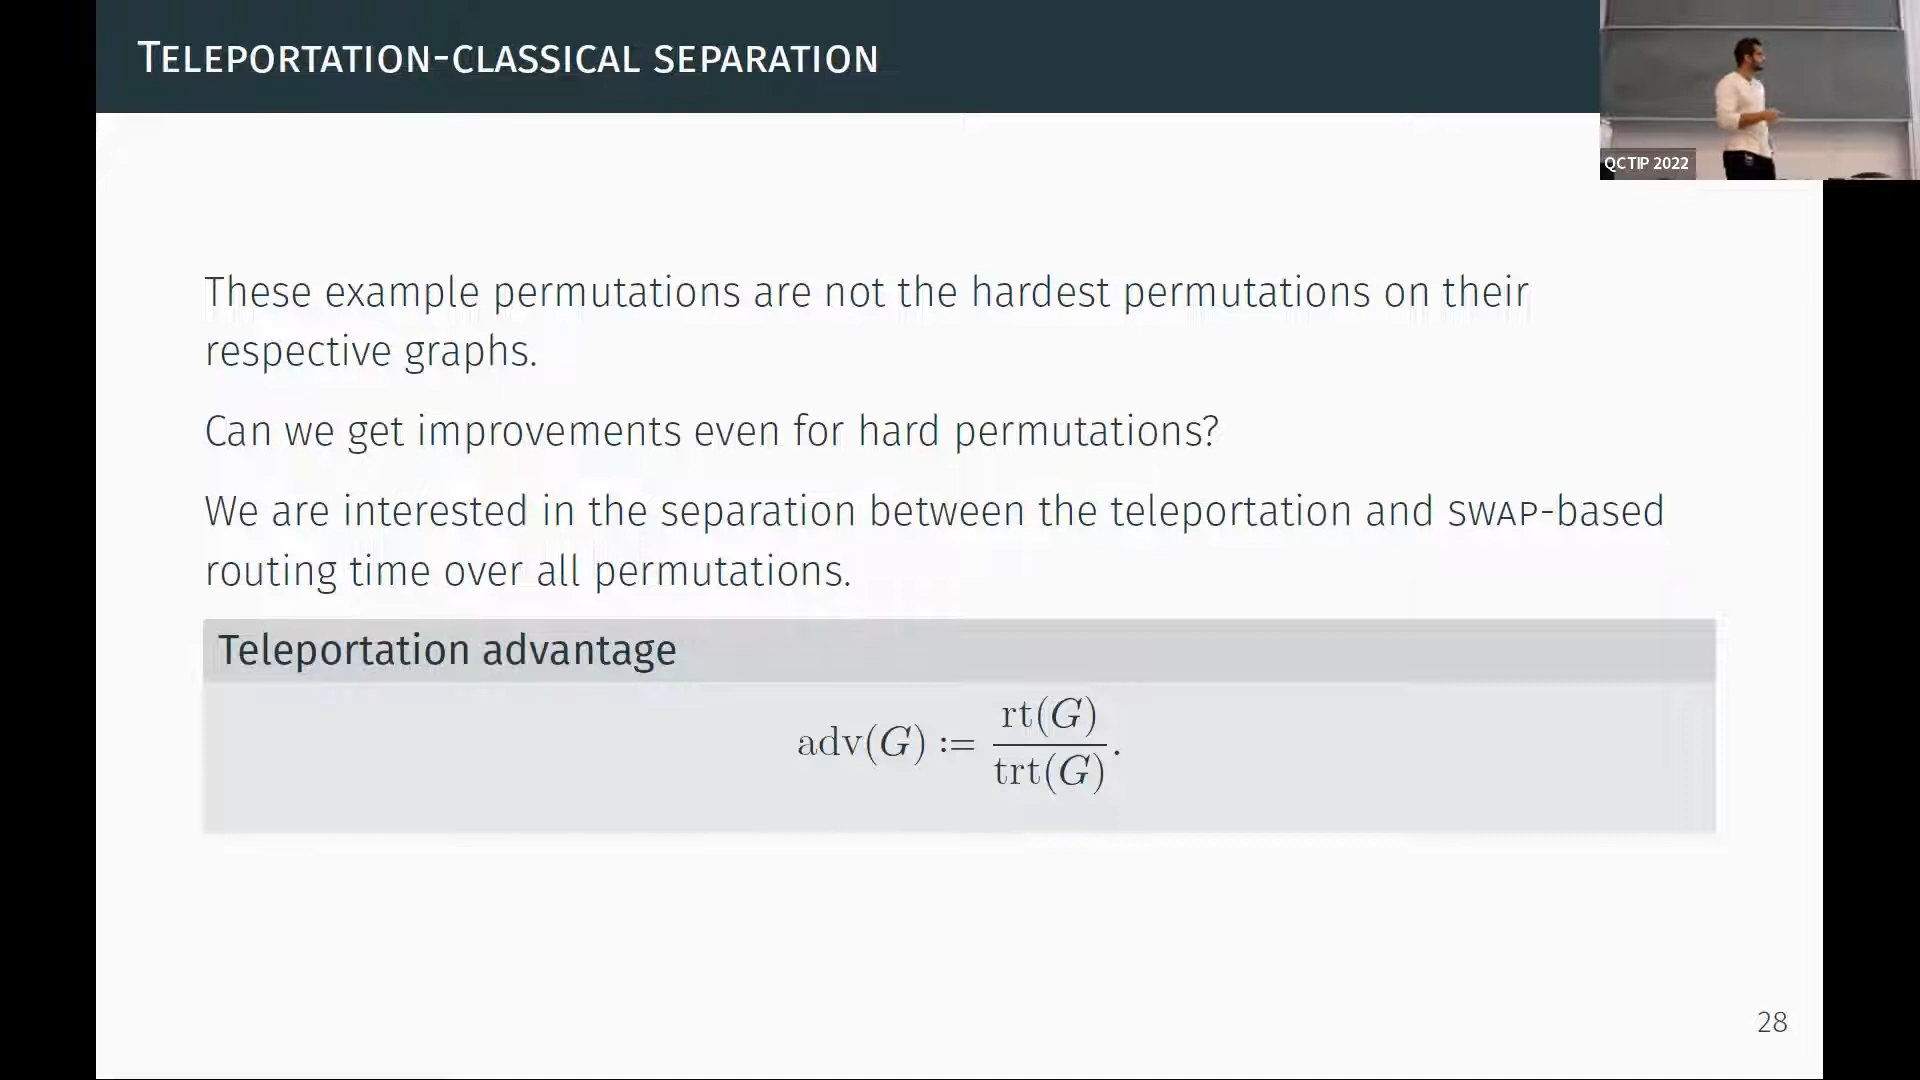 TELEPORTATION-CLASSICAL SEPARATION
QCTIP 2022
These example permutations are not the hardest permutations on their
respective graphs.
Can we get improvements even for hard permutations?
We are interested in the separation between the teleportation and SWAP-based
routing time over all permutations.
Teleportation advantage
adv(G) := rt(G) / trt(G).
28